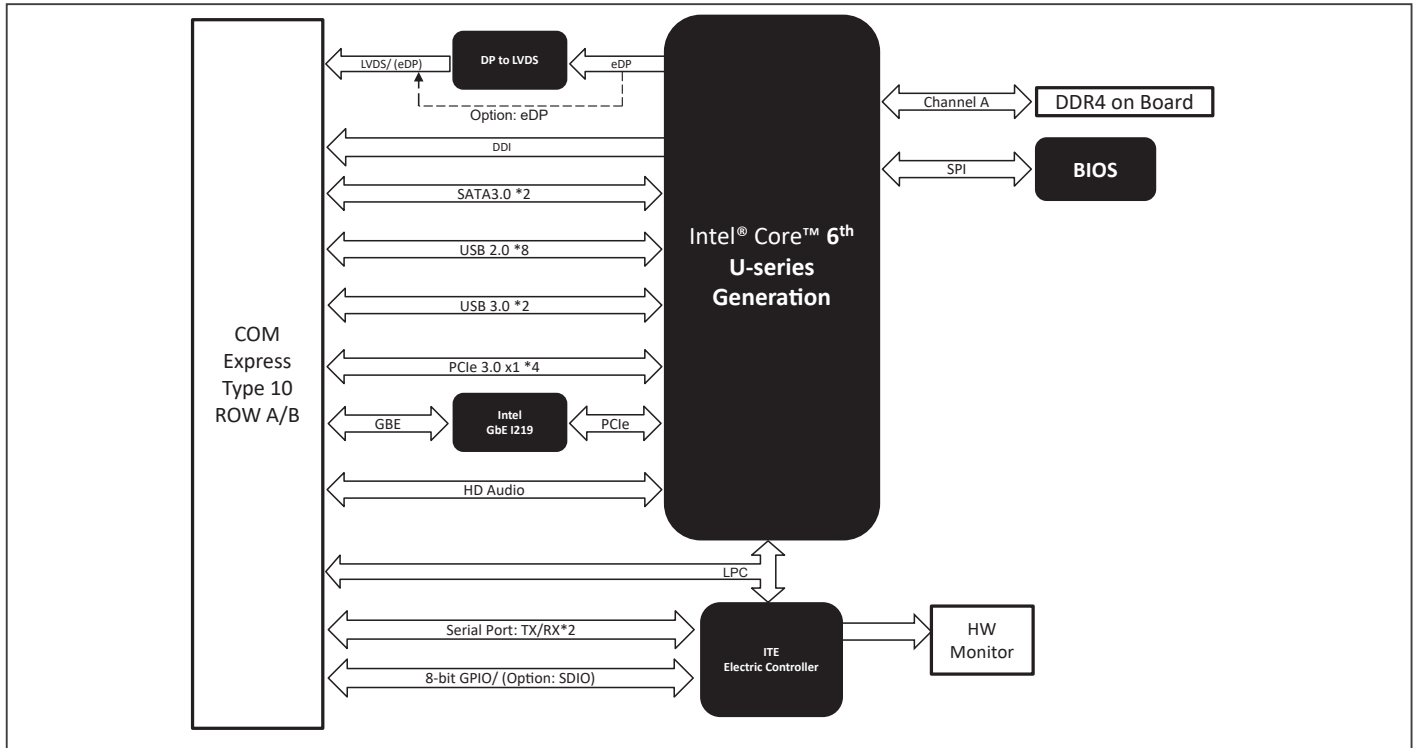 LVDS/ (eDP)
DP to LVDS
eDP
Option: eDP
DDI
SATA3.0 *2
USB 2.0 *8
USB 3.0 *2
PCIe 3.0 x1 *4
GBE
Intel
GbE I219
PCIe
HD Audio
LPC
Serial Port: TX/RX*2
8-bit GPIO/ (Option: SDIO)
COM
Express
Type 10
ROW A/B
Intel® Core™ 6th
U-series
Generation
Channel A
DDR4 on Board
SPI
BIOS
ITE
Electric Controller
HW
Monitor